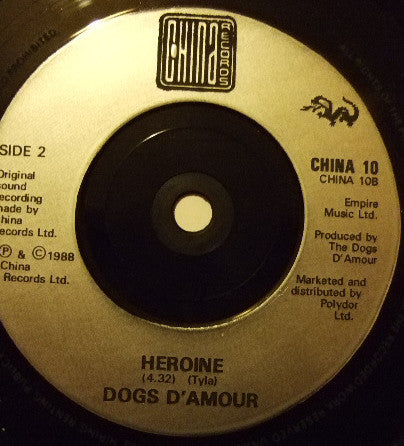 CHINA
RECORDS
SIDE 2
CHINA 10
CHINA 10B
Original
sound
recording
made by
China
Records Ltd.
Ⓟ & ©1988
China
Records Ltd.
Empire
Music Ltd.
Produced by
The Dogs
D'Amour
Marketed and
distributed by
Polydor
Ltd.
HEROINE
(4.32) (Tyla)
DOGS D'AMOUR